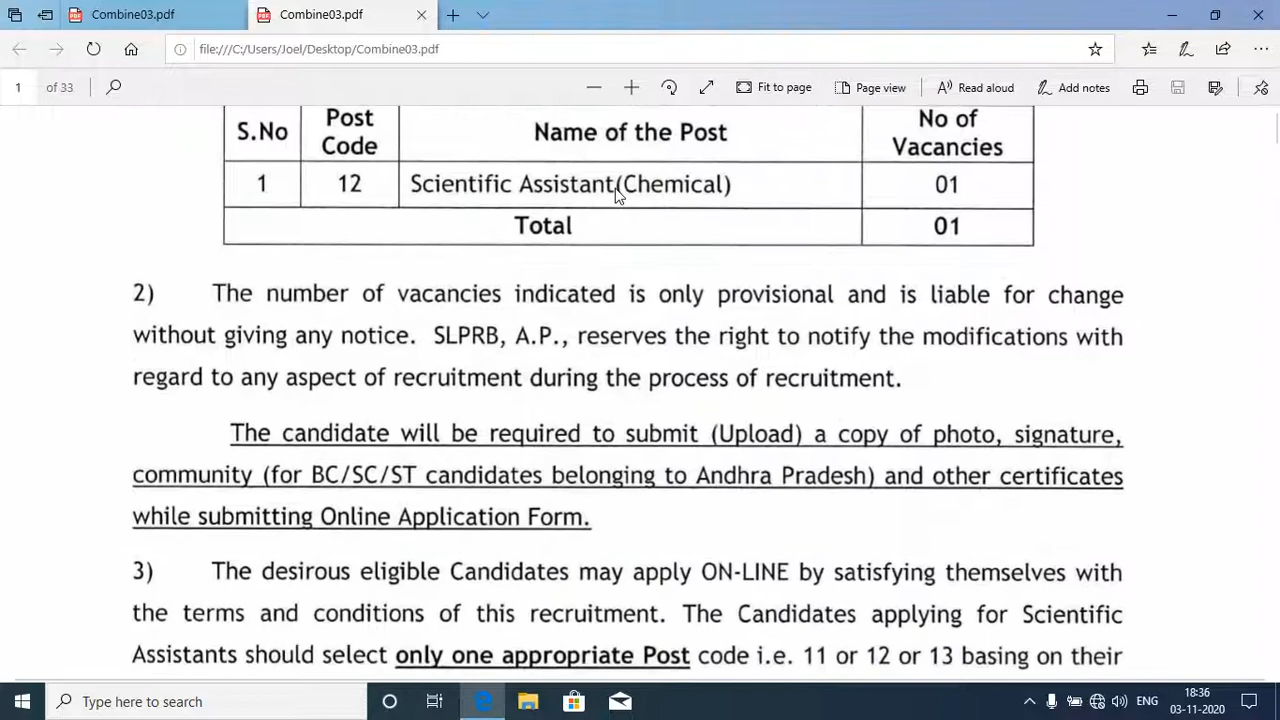 Combine03.pdf
Combine03.pdf
file:///C:/Users/Joel/Desktop/Combine03.pdf
1 of 33
Fit to page
Page view
Read aloud
Add notes
S.No Post Code Name of the Post No of Vacancies
1 12 Scientific Assistant(Chemical) 01
Total 01
2) The number of vacancies indicated is only provisional and is liable for change
without giving any notice. SLPRB, A.P., reserves the right to notify the modifications with
regard to any aspect of recruitment during the process of recruitment.
The candidate will be required to submit (Upload) a copy of photo, signature,
community (for BC/SC/ST candidates belonging to Andhra Pradesh) and other certificates
while submitting Online Application Form.
3) The desirous eligible Candidates may apply ON-LINE by satisfying themselves with
the terms and conditions of this recruitment. The Candidates applying for Scientific
Assistants should select only one appropriate Post code i.e. 11 or 12 or 13 basing on their
Type here to search
ENG
18:36
03-11-2020